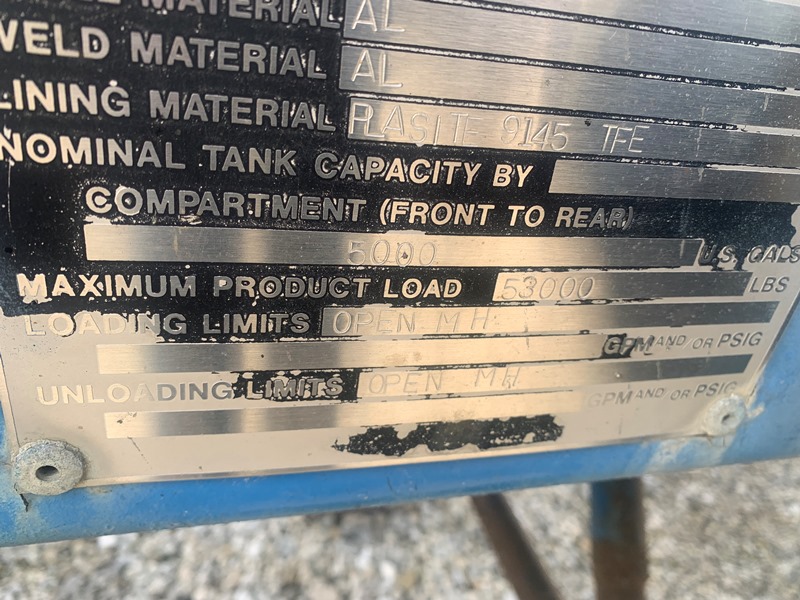 MATERIAL AL
WELD MATERIAL AL
LINING MATERIAL PLASITE 9145 TFE
NOMINAL TANK CAPACITY BY
COMPARTMENT (FRONT TO REAR)
5000 U.S. GALS
MAXIMUM PRODUCT LOAD 53000 LBS
LOADING LIMITS OPEN MH
GPM AND/OR PSIG
UNLOADING LIMITS OPEN MH
GPM AND OR PSIG